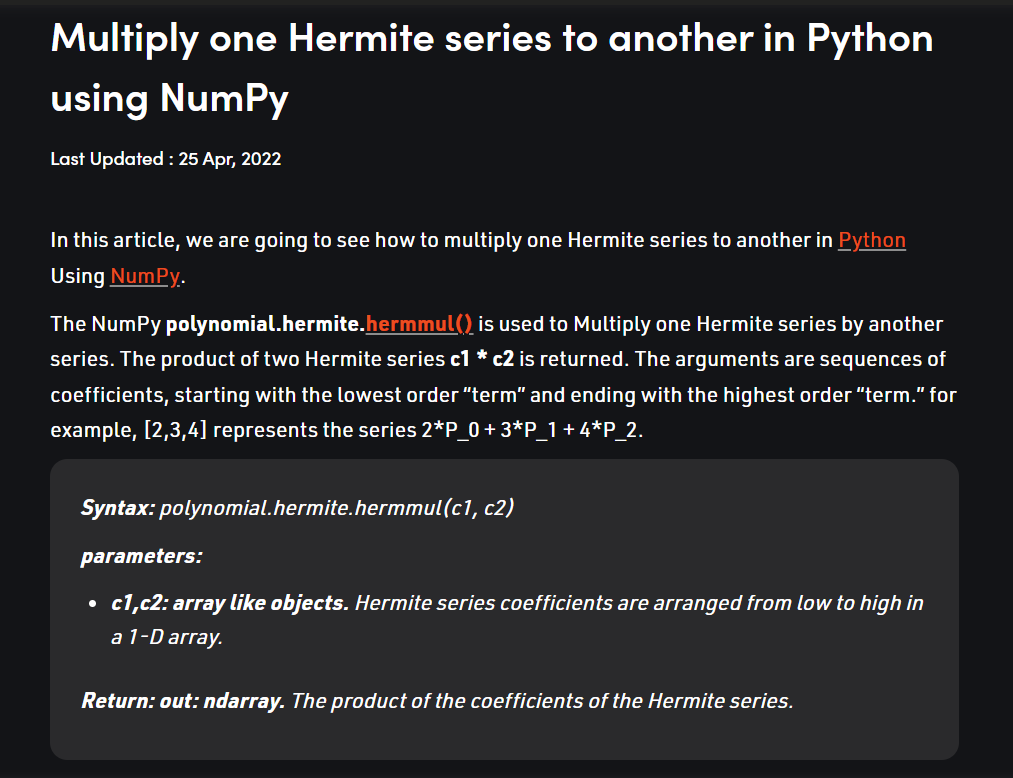 Multiply one Hermite series to another in Python
using NumPy
Last Updated : 25 Apr, 2022
In this article, we are going to see how to multiply one Hermite series to another in Python
Using NumPy.
The NumPy polynomial.hermite.hermmul() is used to Multiply one Hermite series by another
series. The product of two Hermite series c1 * c2 is returned. The arguments are sequences of
coefficients, starting with the lowest order “term” and ending with the highest order “term.” for
example, [2,3,4] represents the series 2*P_0 + 3*P_1 + 4*P_2.
Syntax: polynomial.hermite.hermmul(c1, c2)
parameters:
• c1,c2: array like objects. Hermite series coefficients are arranged from low to high in
a 1-D array.
Return: out: ndarray. The product of the coefficients of the Hermite series.